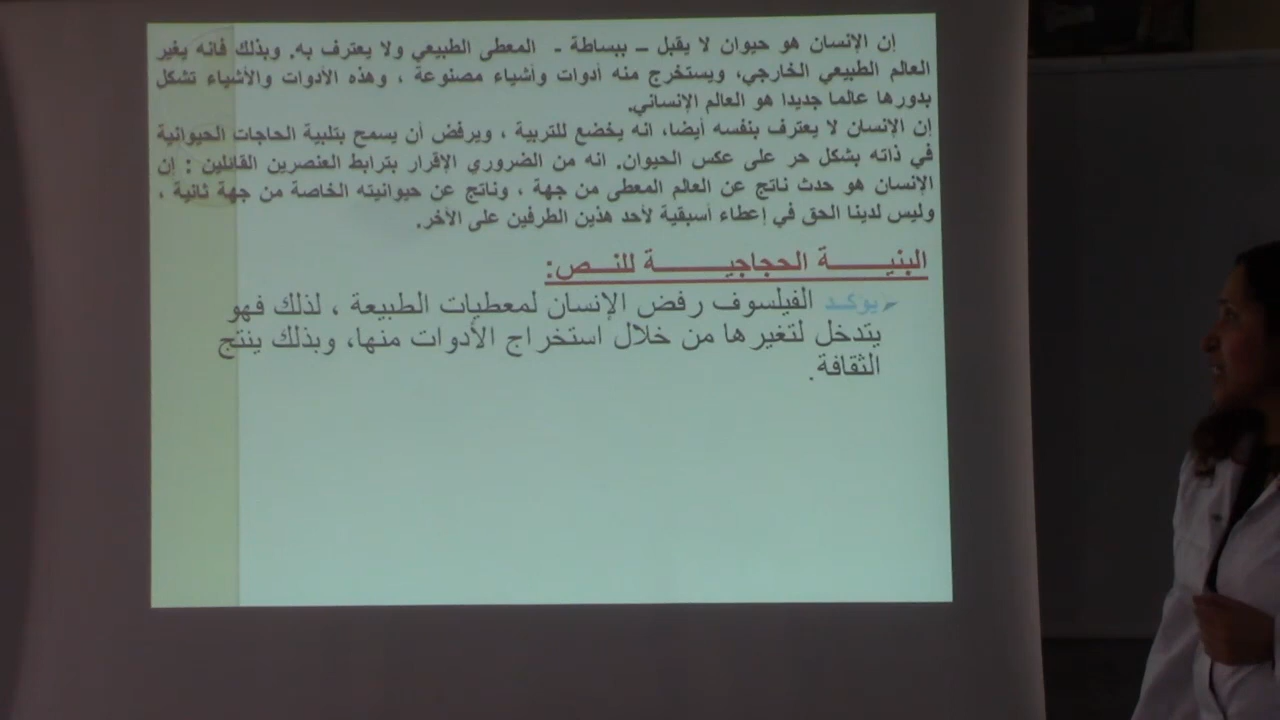 إن الإنسان هو حيوان لا يقبل – ببساطة - المعطى الطبيعي ولا يعترف به. وبذلك فانه يغير
العالم الطبيعي الخارجي، ويستخرج منه أدوات وأشياء مصنوعة ، وهذه الأدوات والأشياء تشكل
بدورها عالما جديدا هو العالم الإنساني.
إن الإنسان لا يعترف بنفسه أيضا، انه يخضع للتربية ، ويرفض أن يسمح بتلبية الحاجات الحيوانية
في ذاته بشكل حر على عكس الحيوان. انه من الضروري الإقرار بترابط العنصرين القائلين : إن
الإنسان هو حدث ناتج عن العالم المعطى من جهة ، وناتج عن حيوانيته الخاصة من جهة ثانية ،
وليس لدينا الحق في إعطاء أسبقية لأحد هذين الطرفين على الآخر.
البنيـــــة الحجاجيـــــــة للنــص:
يؤكـد الفيلسوف رفض الإنسان لمعطيات الطبيعة ، لذلك فهو
يتدخل لتغيرها من خلال استخراج الأدوات منها، وبذلك ينتج
الثقافة.